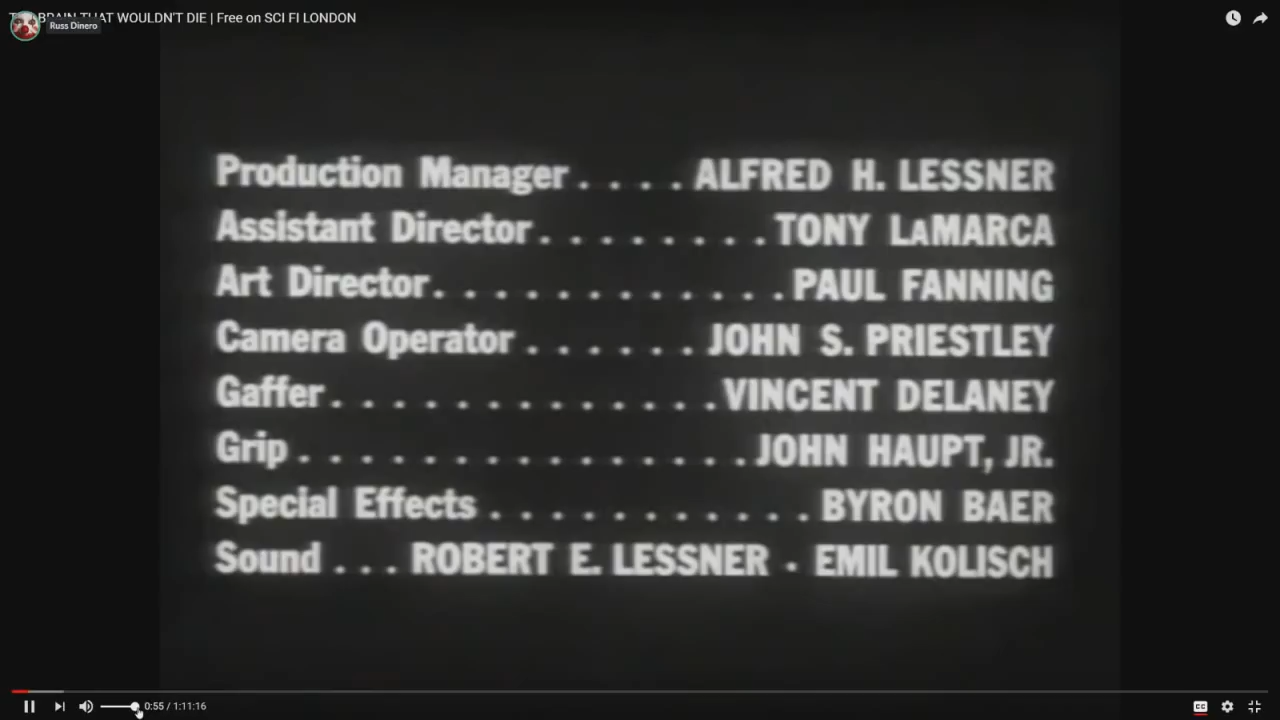 BRAIN THAT WOULDN'T DIE | Free on SCI FI LONDON
Russ Dinero
Production Manager . . . . ALFRED H. LESSNER
Assistant Director . . . . . . . . TONY LaMARCA
Art Director . . . . . . . . . . . . PAUL FANNING
Camera Operator . . . . . . JOHN S. PRIESTLEY
Gaffer . . . . . . . . . . . . . VINCENT DELANEY
Grip . . . . . . . . . . . . . . . JOHN HAUPT, JR.
Special Effects . . . . . . . . . . . BYRON BAER
Sound . . . ROBERT E. LESSNER · EMIL KOLISCH
0:55 / 1:11:16
CC